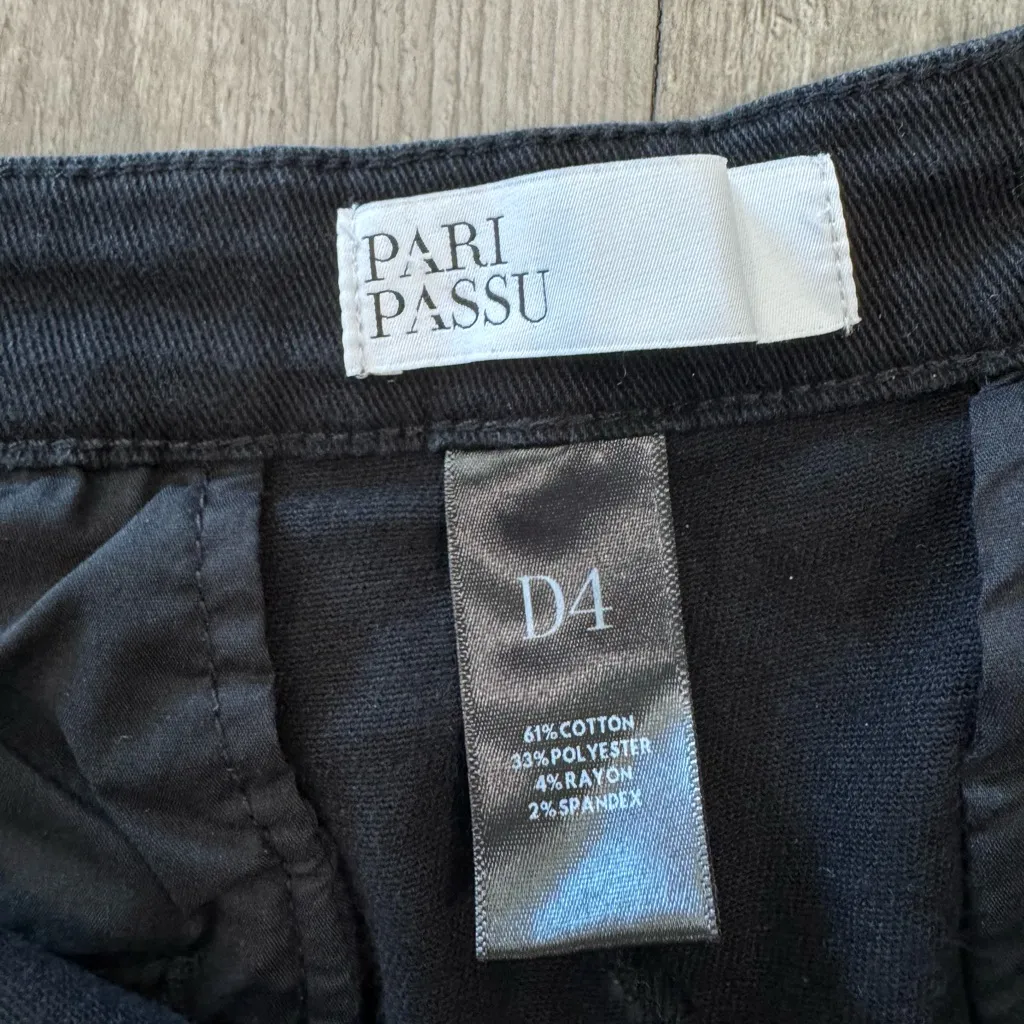 PARI
PASSU
D4
61% COTTON
33% POLYESTER
4% RAYON
2% SPANDEX